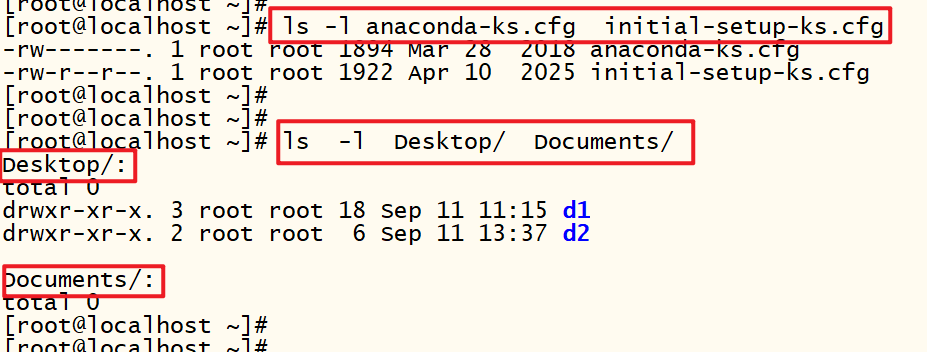 [root@localhost ~]#
[root@localhost ~]# ls -l anaconda-ks.cfg  initial-setup-ks.cfg
-rw-------. 1 root root 1894 Mar 28  2018 anaconda-ks.cfg
-rw-r--r--. 1 root root 1922 Apr 10  2025 initial-setup-ks.cfg
[root@localhost ~]#
[root@localhost ~]#
[root@localhost ~]# ls  -l  Desktop/  Documents/
Desktop/:
total 0
drwxr-xr-x. 3 root root 18 Sep 11 11:15 d1
drwxr-xr-x. 2 root root  6 Sep 11 13:37 d2
Documents/:
total 0
[root@localhost ~]#
[root@localhost ~]#